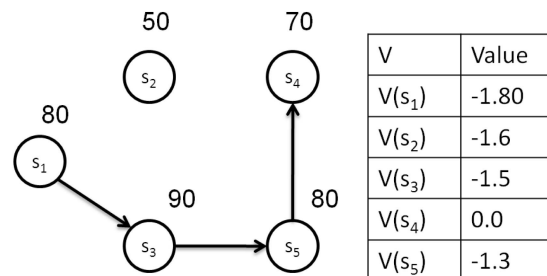 50
70
s2
s4
80
s1
90
80
s3
s5
V Value
V(s1) -1.80
V(s2) -1.6
V(s3) -1.5
V(s4) 0.0
V(s5) -1.3